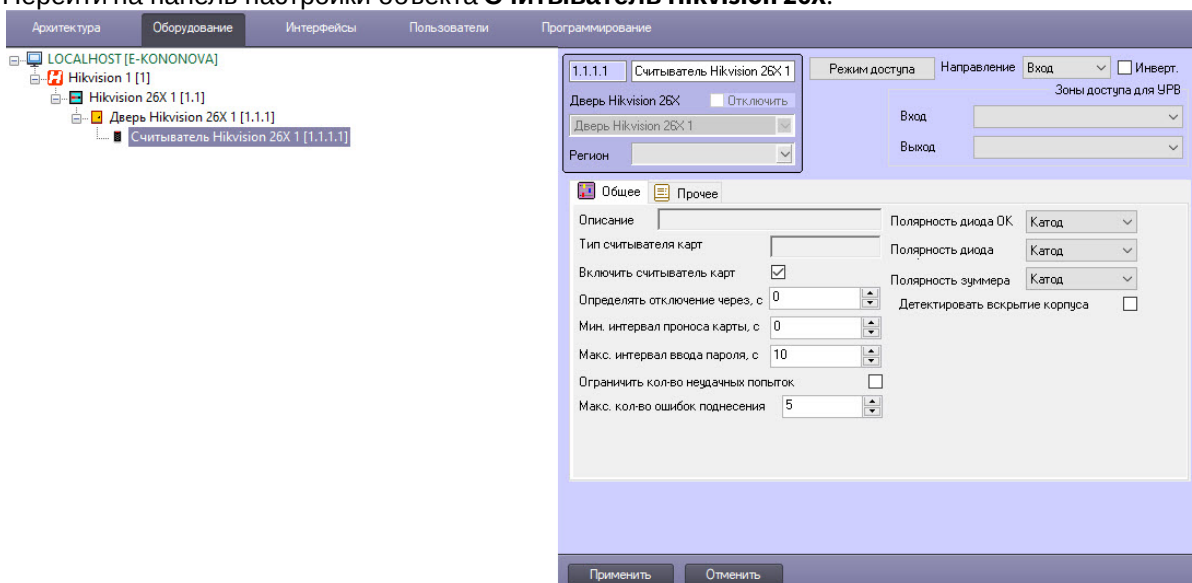 Перейти на панель настройки объекта Считыватель Hikvision 26x.
Архитектура Оборудование Интерфейсы Пользователи Программирование
LOCALHOST [E-KONONOVA]
Hikvision 1 [1]
Hikvision 26X 1 [1.1]
Дверь Hikvision 26X 1 [1.1.1]
Считыватель Hikvision 26X 1 [1.1.1.1]
1.1.1.1 Считыватель Hikvision 26X 1
Дверь Hikvision 26X Отключить
Дверь Hikvision 26X 1
Регион
Режим доступа Направление Вход Инверт.
Зоны доступа для УРВ
Вход
Выход
Общее Прочее
Описание
Тип считывателя карт
Включить считыватель карт
Определять отключение через, с 0
Мин. интервал проноса карты, с 0
Макс. интервал ввода пароля, с 10
Ограничить кол-во неудачных попыток
Макс. кол-во ошибок поднесения 5
Полярность диода ОК Катод
Полярность диода Катод
Полярность зуммера Катод
Детектировать вскрытие корпуса
Применить Отменить